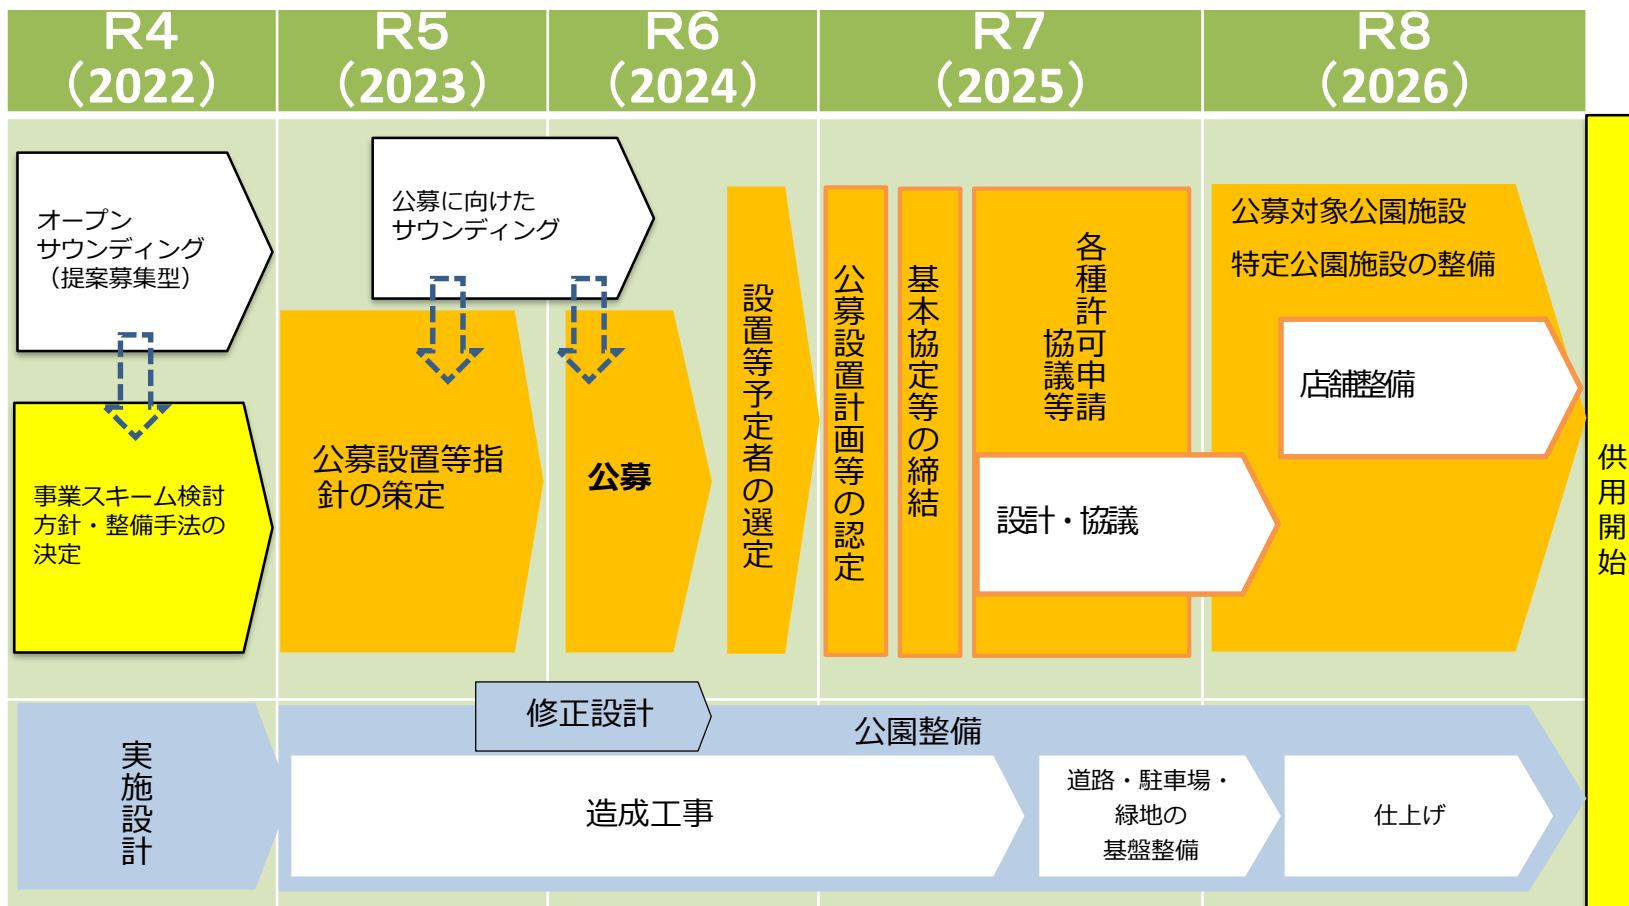 R4
（2022）
R5
（2023）
R6
（2024）
R7
（2025）
R8
（2026）
オープン
サウンディング
（提案募集型）
事業スキーム検討
方針・整備手法の
決定
公募に向けた
サウンディング
公募設置等指
針の策定
公募
設置等予定者の選定
公募設置計画等の認定
基本協定等の締結
各種許可申請
協議等
設計・協議
公募対象公園施設
特定公園施設の整備
店舗整備
供用開始
実施設計
修正設計
公園整備
造成工事
道路・駐車場・
緑地の
基盤整備
仕上げ